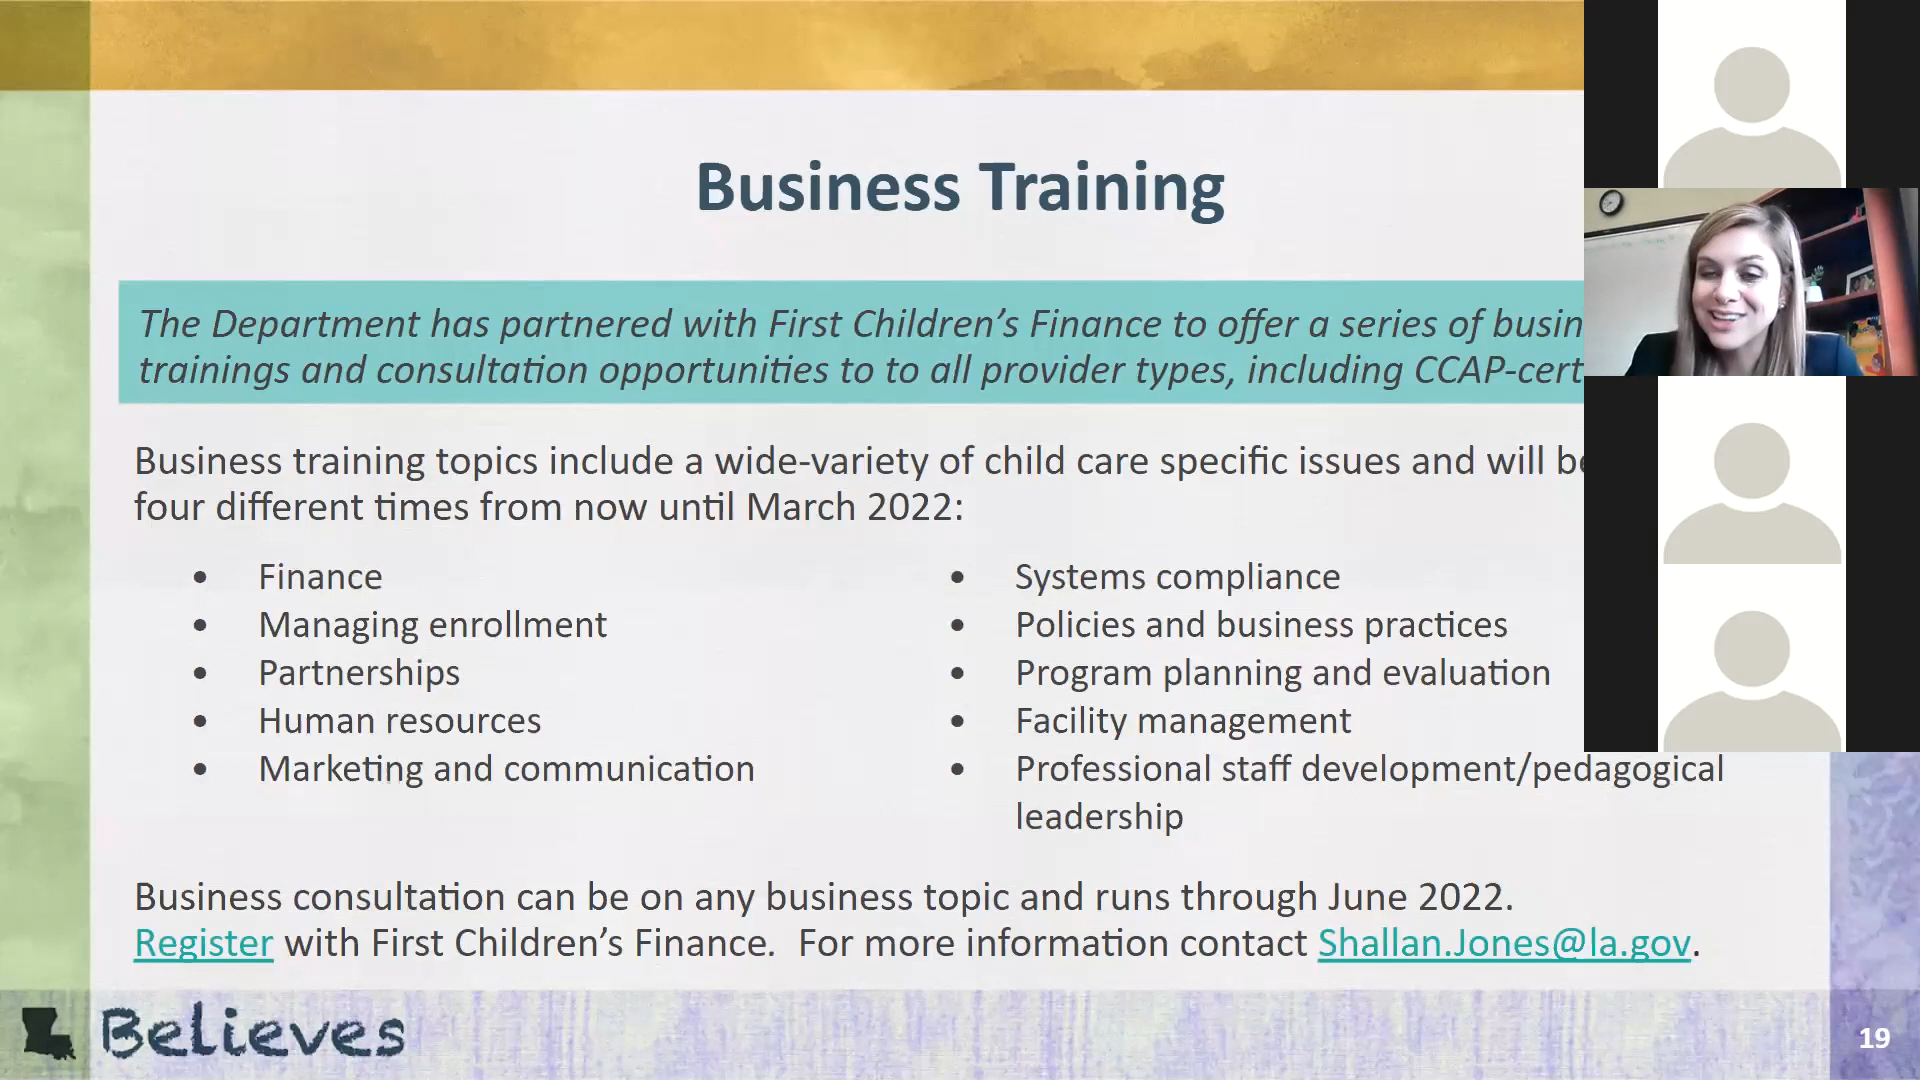 Business Training
The Department has partnered with First Children's Finance to offer a series of
trainings and consultation opportunities to to all provider types, including
Business training topics include a wide-variety of child care specific issues and will
four different times from now until March 2022:
• Finance
• Managing enrollment
• Partnerships
• Human resources
• Marketing and communication
• Systems compliance
• Policies and business practices
• Program planning and evaluation
• Facility management
• Professional staff development/pedagogical
leadership
Business consultation can be on any business topic and runs through June 2022.
Register with First Children's Finance. For more information contact Shallan.Jones@la.gov.
Believes
19